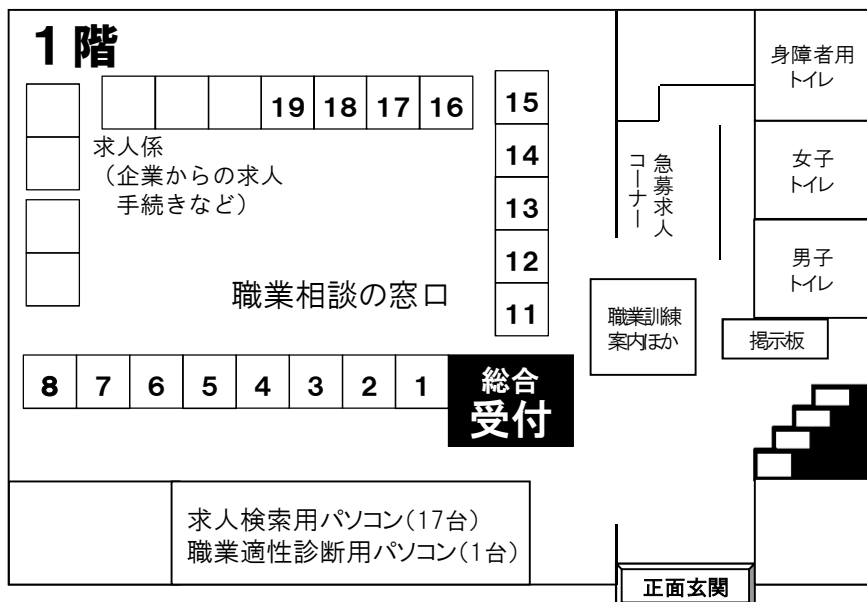 1階
身障者用
トイレ
19 18 17 16
15
14
13
12
11
求人係
(企業からの求人
手続きなど)
急募求人
コーナー
女子
トイレ
男子
トイレ
職業相談の窓口
職業訓練
案内ほか
掲示板
8 7 6 5 4 3 2 1
総合
受付
求人検索用パソコン(17台)
職業適性診断用パソコン(1台)
正面玄関